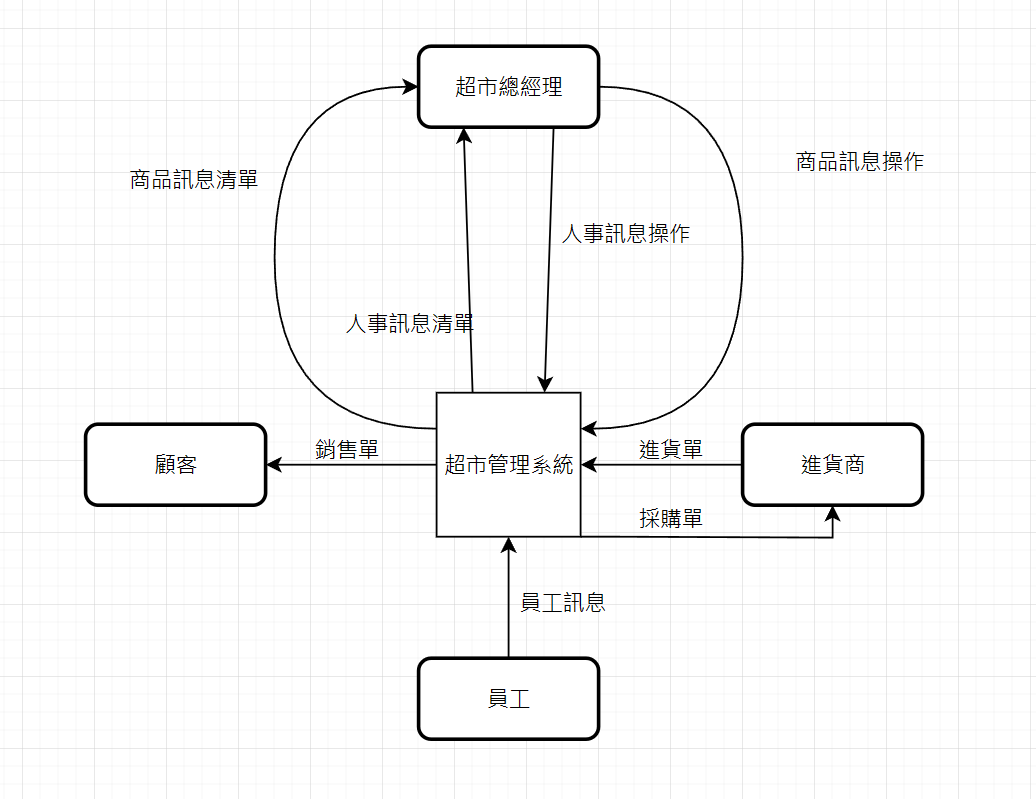 超市總經理
商品訊息操作
商品訊息清單
人事訊息操作
人事訊息清單
銷售單
進貨單
顧客
超市管理系統
進貨商
採購單
員工訊息
員工